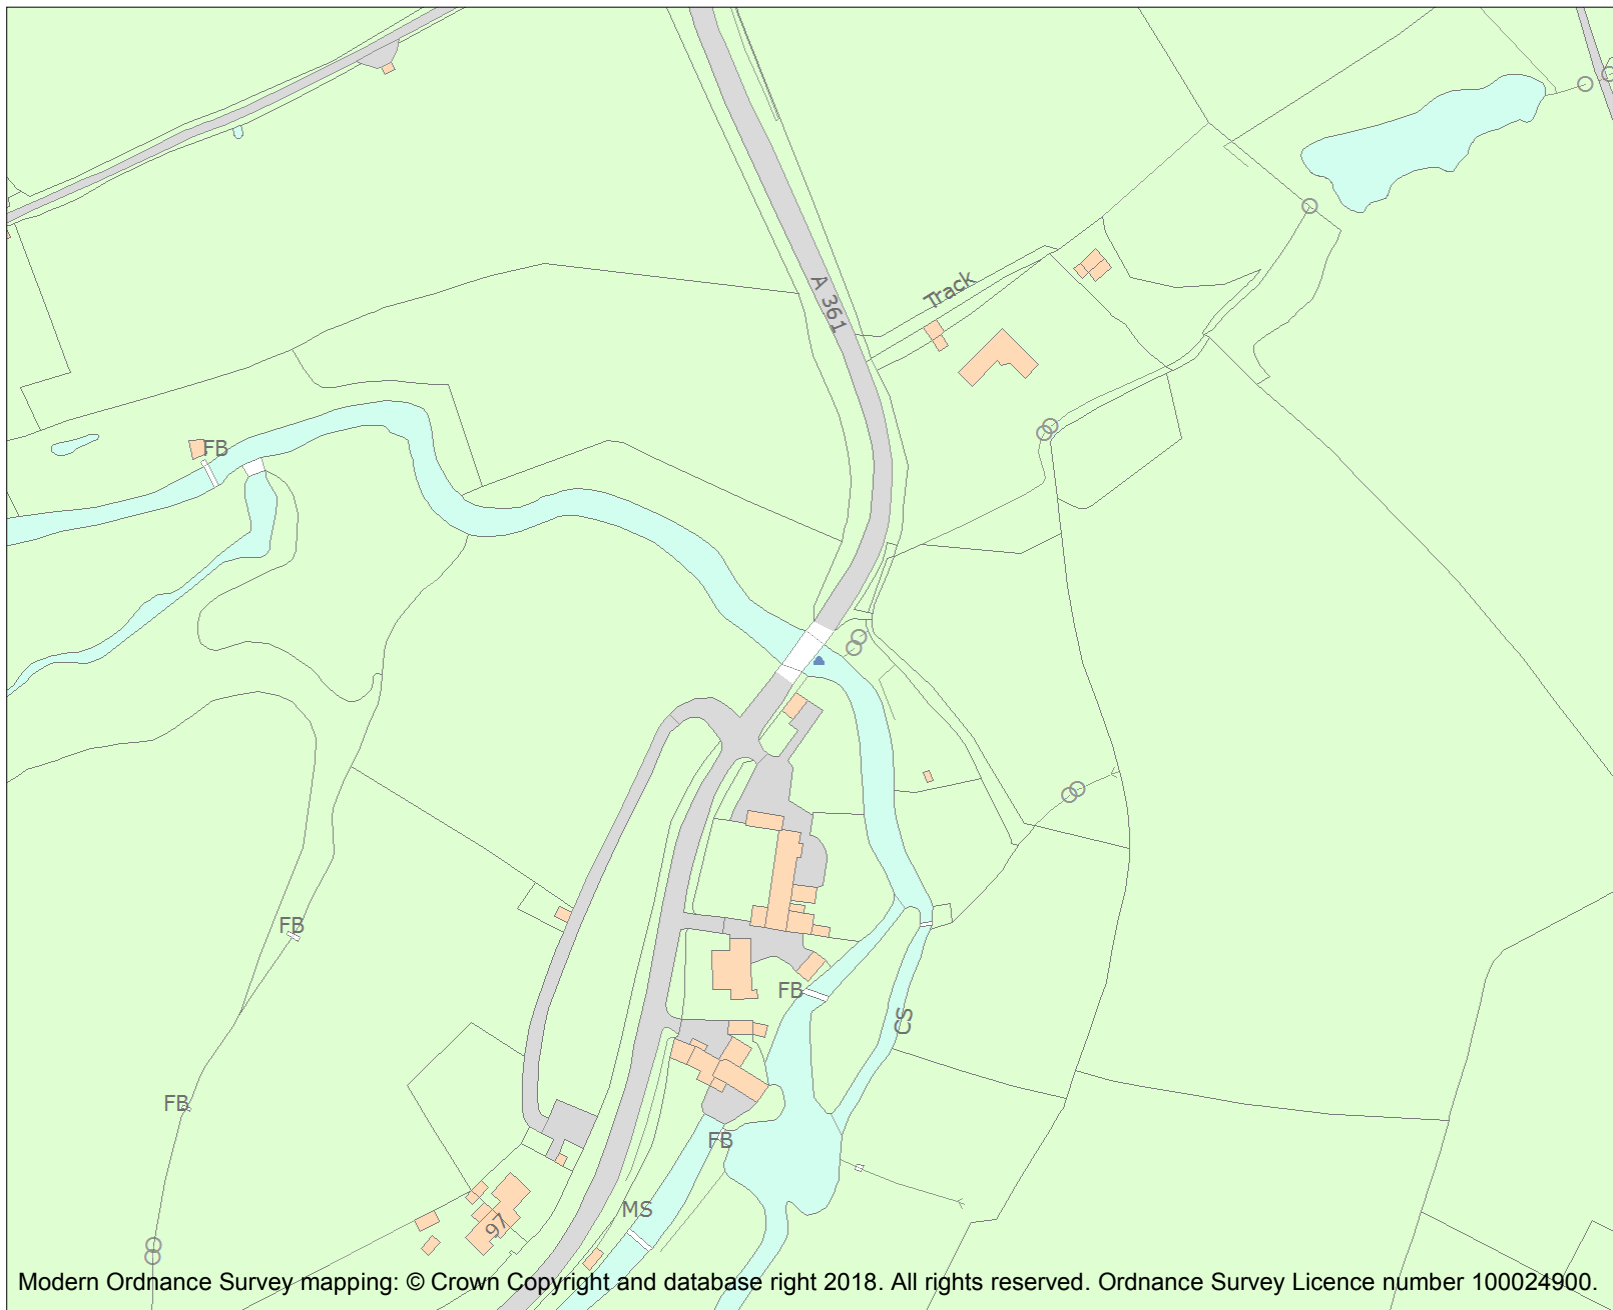 A 361
Track
FB
FB
FB
CS
FB
FB
MS
97
Modern Ordnance Survey mapping: © Crown Copyright and database right 2018. All rights reserved. Ordnance Survey Licence number 100024900.